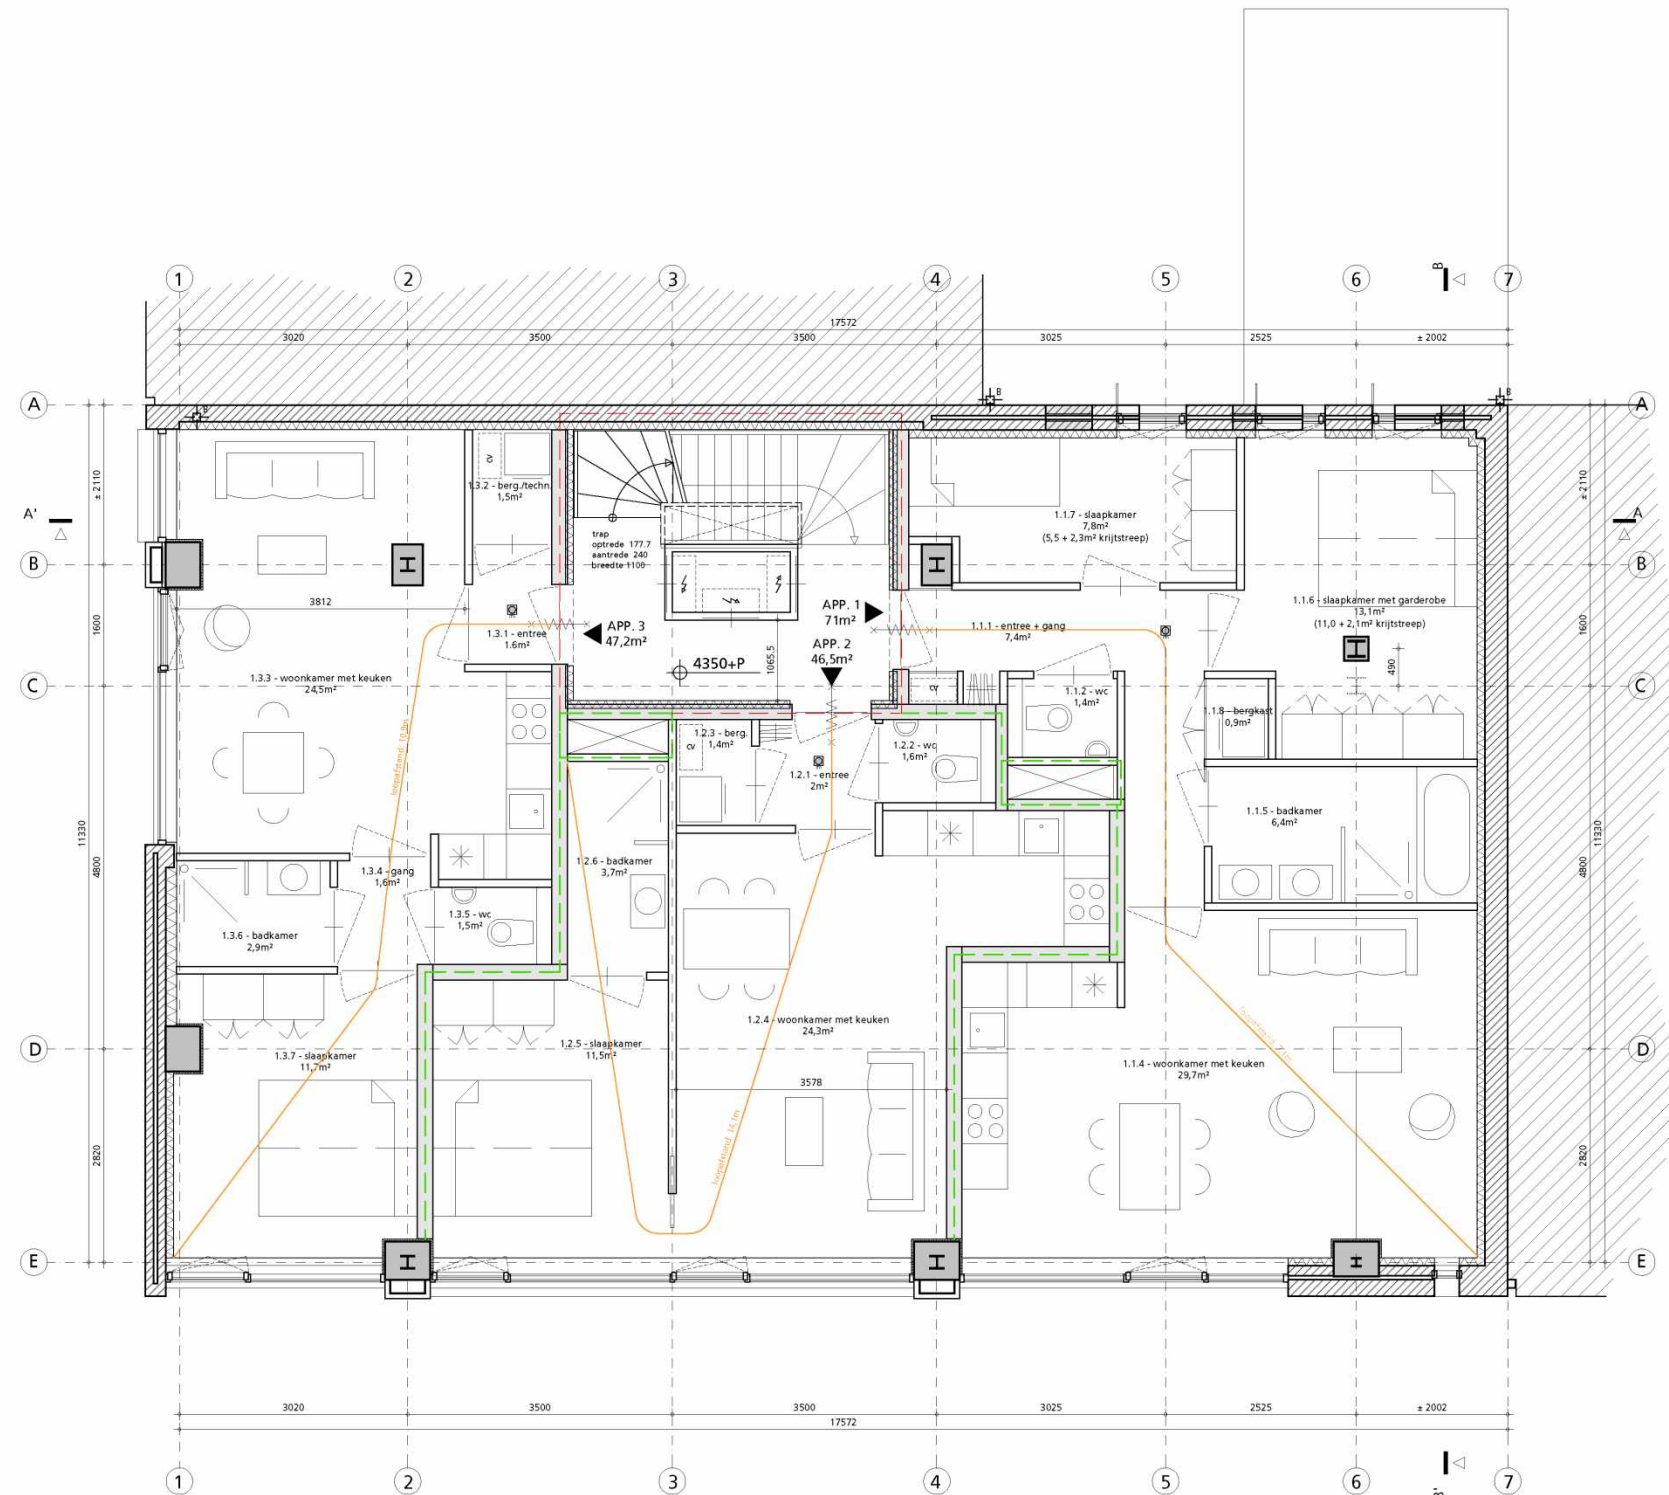 B
1
2
3
4
5
6
7
17572
3020
3500
3500
3025
2525
± 2002
A
B
B
B
A
± 2110
± 2110
cv
1.3.2 - berg./techn.
1,5m²
1.1.7 - slaapkamer
7,8m²
(5,5 + 2,3m² krijtstreep)
A'
A
trap
optrede 177.7
aantrede 240
breedte 1100
B
B
3812
1.1.6 - slaapkamer met garderobe
13,1m²
(11,0 + 2,1m² krijtstreep)
APP. 1
71m²
APP. 3
47,2m²
1600
1600
1.3.1 - entree
1.6m²
1.1.1 - entree + gang
7,4m²
APP. 2
46,5m²
4350+P
1065.5
490
1.3.3 - woonkamer met keuken
24,5m²
C
C
cv
1.1.2 - wc
1,4m²
1.1.8 - bergkast
0,9m²
1.2.3 - berg.
1,4m²
cv
1.2.2 - wc
1,6m²
1.2.1 - entree
2m²
loopafstand: 10,9m
1.1.5 - badkamer
6,4m²
11330
11330
4800
4800
1.2.6 - badkamer
3,7m²
1.3.4 - gang
1,6m²
1.3.5 - wc
1,5m²
1.3.6 - badkamer
2,9m²
1.2.4 - woonkamer met keuken
24,3m²
1.2.5 - slaapkamer
11,5m²
1.3.7 - slaapkamer
11,7m²
D
D
1.1.4 - woonkamer met keuken
29,7m²
3578
loopafstand: 14,1m
2820
2820
E
E
3020
3500
3500
3025
2525
± 2002
17572
1
2
3
4
5
6
7